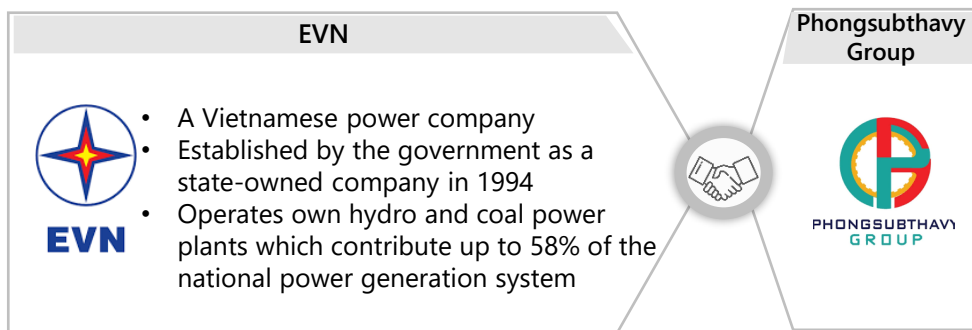 EVN
Phongsubthavy
Group
• A Vietnamese power company
• Established by the government as a
state-owned company in 1994
• Operates own hydro and coal power
plants which contribute up to 58% of the
national power generation system
EVN
PHONGSUBTHAVY
GROUP